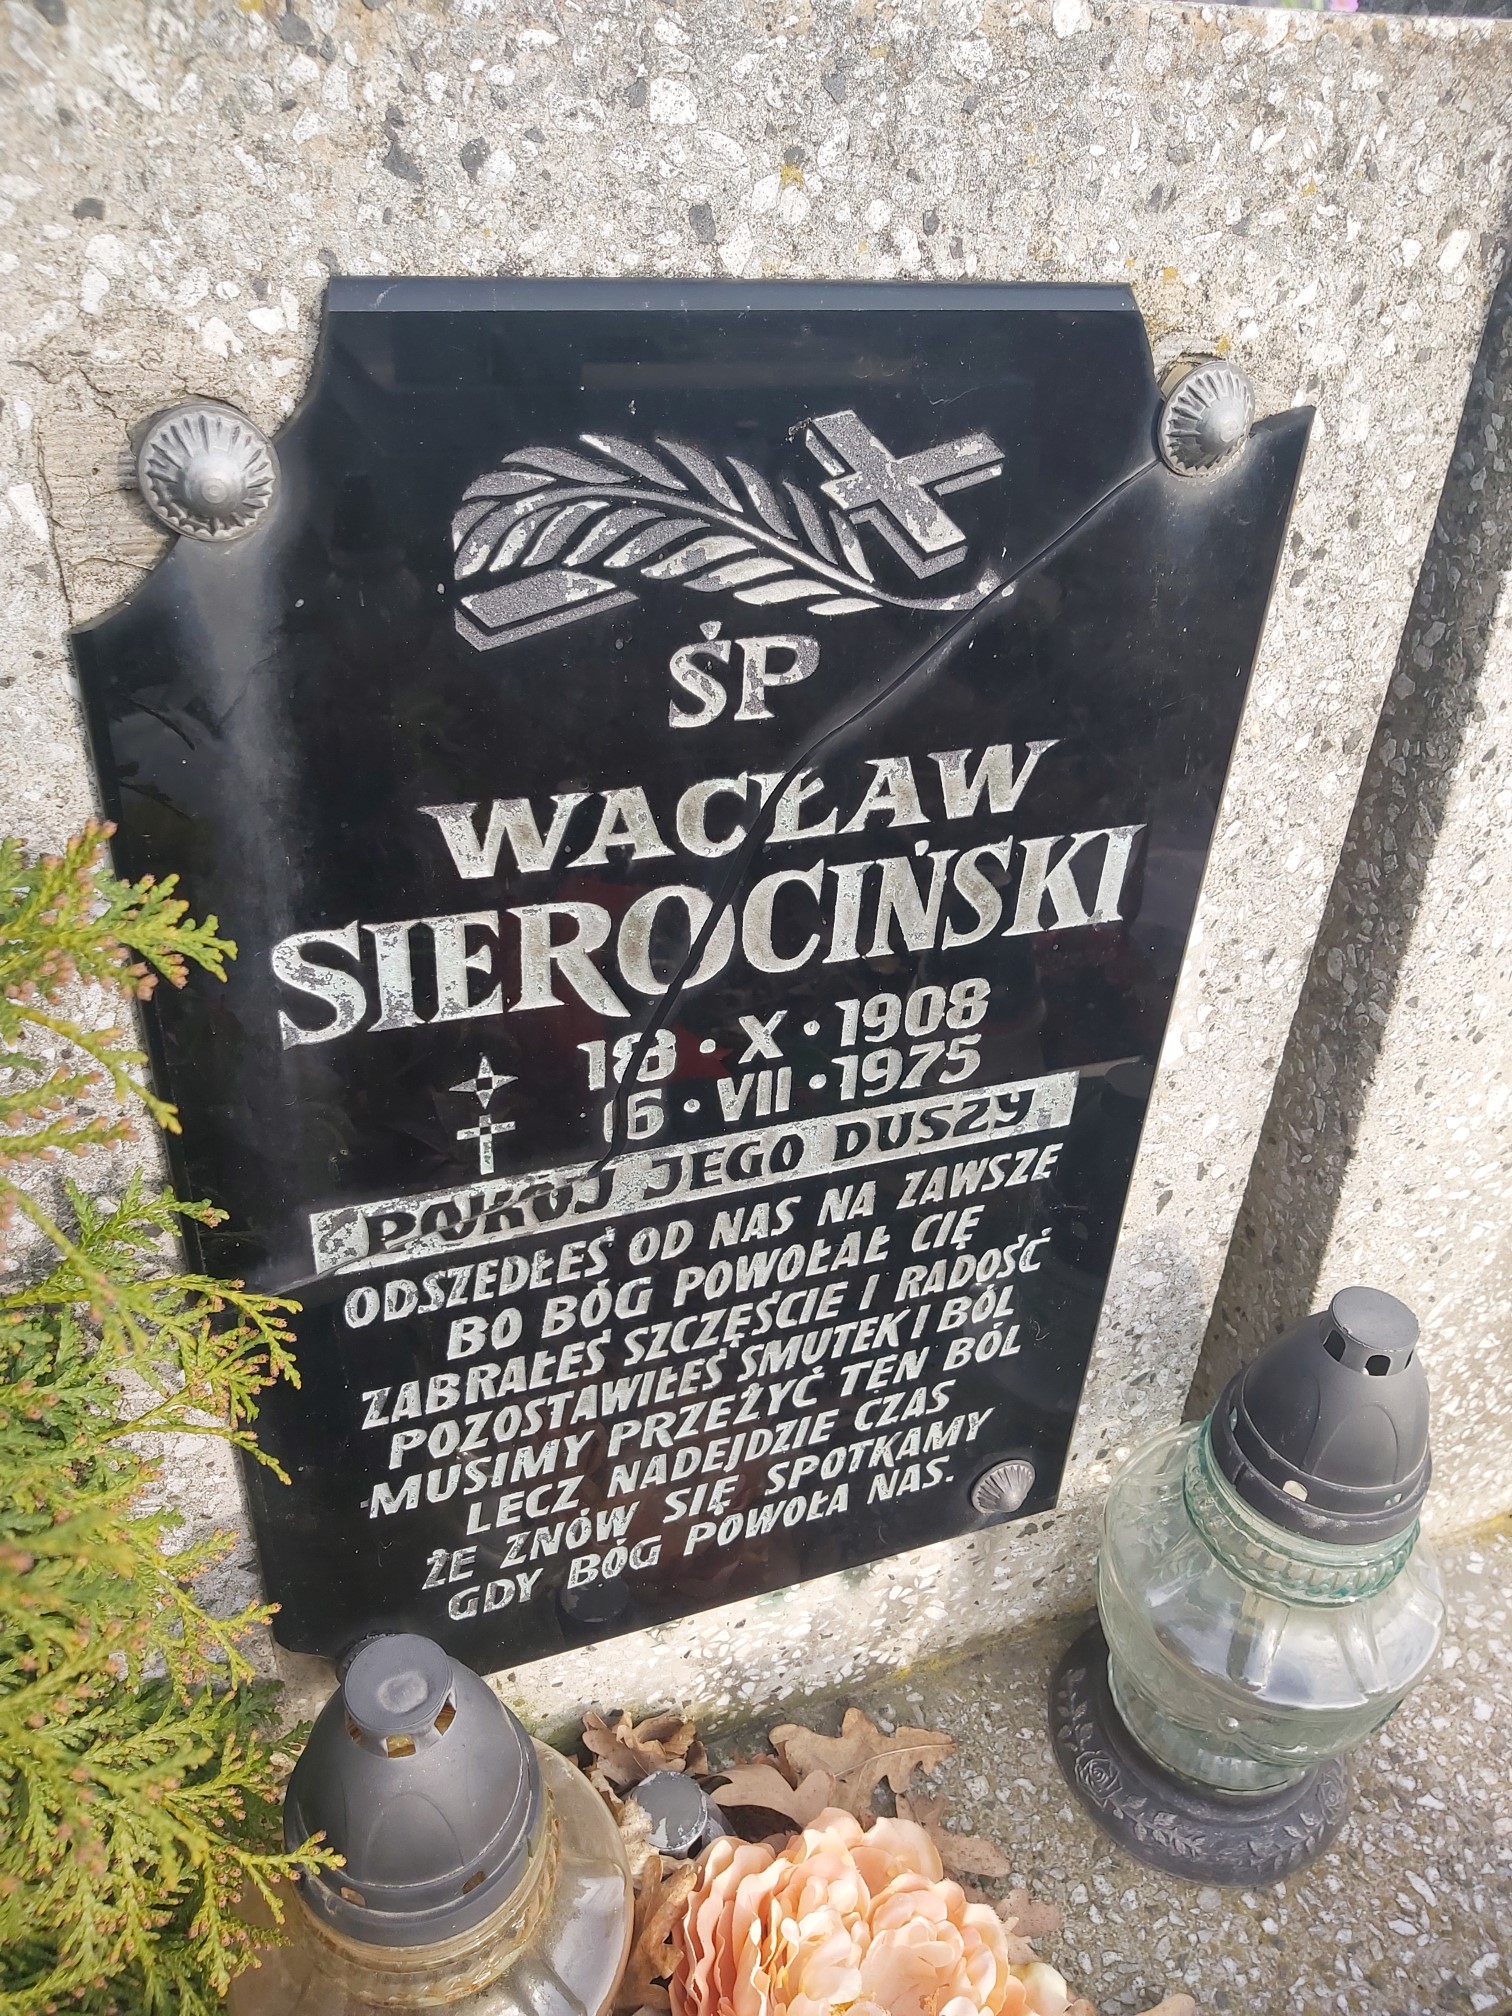 ŚP
WACŁAW
SIEROCIŃSKI
18 · X · 1908
16 · VII · 1975
POKÓJ JEGO DUSZY
ODSZEDŁEŚ OD NAS NA ZAWSZE
BO BÓG POWOŁAŁ CIĘ
ZABRAŁEŚ SZCZĘŚCIE I RADOŚĆ
POZOSTAWIŁEŚ SMUTEK I BÓL
MUSIMY PRZEŻYĆ TEN BÓL
LECZ NADEJDZIE CZAS
ŻE ZNÓW SIĘ SPOTKAMY
GDY BÓG POWOŁA NAS.